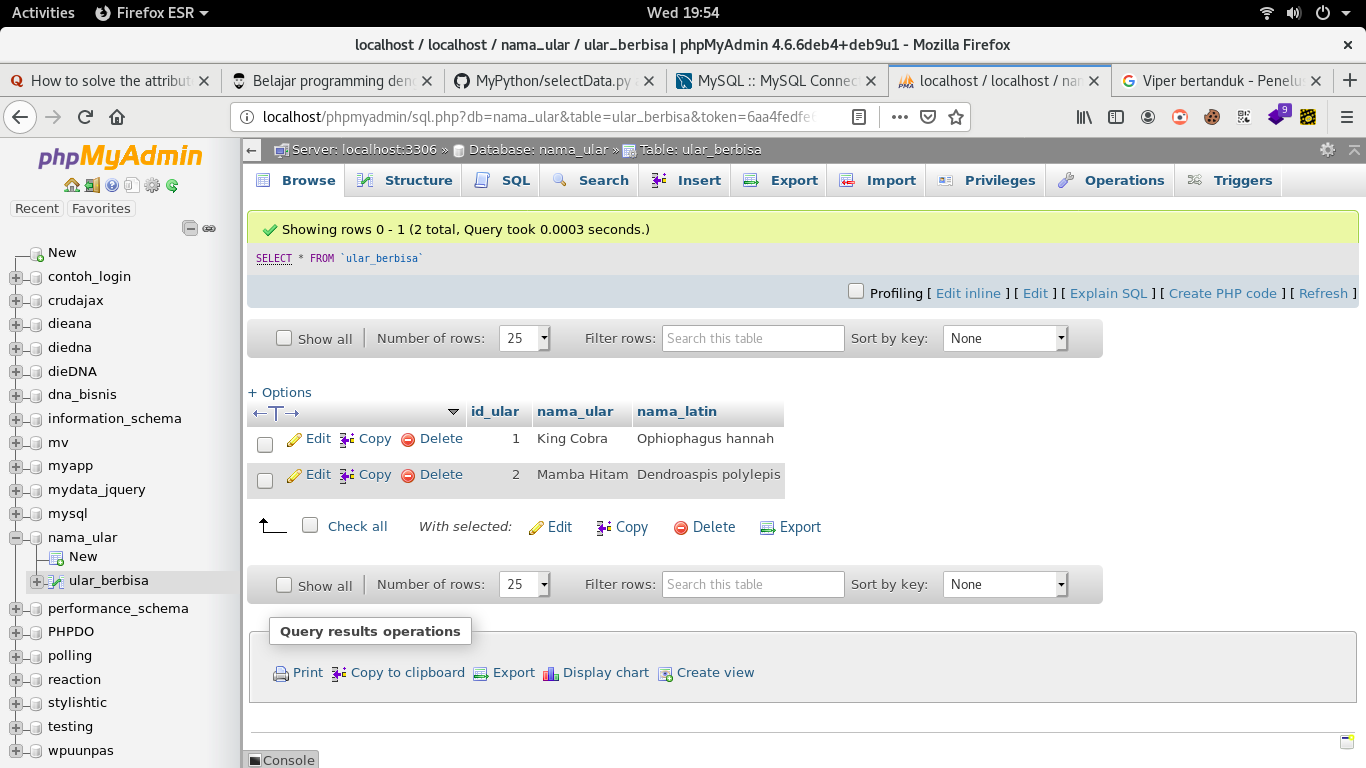 Activities Firefox ESR Wed 19:54
localhost / localhost / nama_ular / ular_berbisa | phpMyAdmin 4.6.6deb4+deb9u1 - Mozilla Firefox
How to solve the attribut Belajar programming den MyPython/selectData.py MySQL :: MySQL Connec localhost / localhost / na Viper bertanduk - Penelu
localhost/phpmyadmin/sql.php?db=nama_ular&table=ular_berbisa&token=6aa4fedfe 9
phpMyAdmin
Recent Favorites
New
contoh_login
crudajax
dieana
diedna
dieDNA
dna_bisnis
information_schema
mv
myapp
mydata_jquery
mysql
nama_ular
New
ular_berbisa
performance_schema
PHPDO
polling
reaction
stylishtic
testing
wpuunpas
Server: localhost:3306 » Database: nama_ular » Table: ular_berbisa
Browse Structure SQL Search Insert Export Import Privileges Operations Triggers
Showing rows 0 - 1 (2 total, Query took 0.0003 seconds.)
SELECT * FROM `ular_berbisa`
Profiling [ Edit inline ] [ Edit ] [ Explain SQL ] [ Create PHP code ] [ Refresh ]
Show all Number of rows: 25 Filter rows: Search this table Sort by key: None
+ Options
←T→ id_ular nama_ular nama_latin
Edit Copy Delete 1 King Cobra Ophiophagus hannah
Edit Copy Delete 2 Mamba Hitam Dendroaspis polylepis
Check all With selected: Edit Copy Delete Export
Show all Number of rows: 25 Filter rows: Search this table Sort by key: None
Query results operations
Print Copy to clipboard Export Display chart Create view
Console